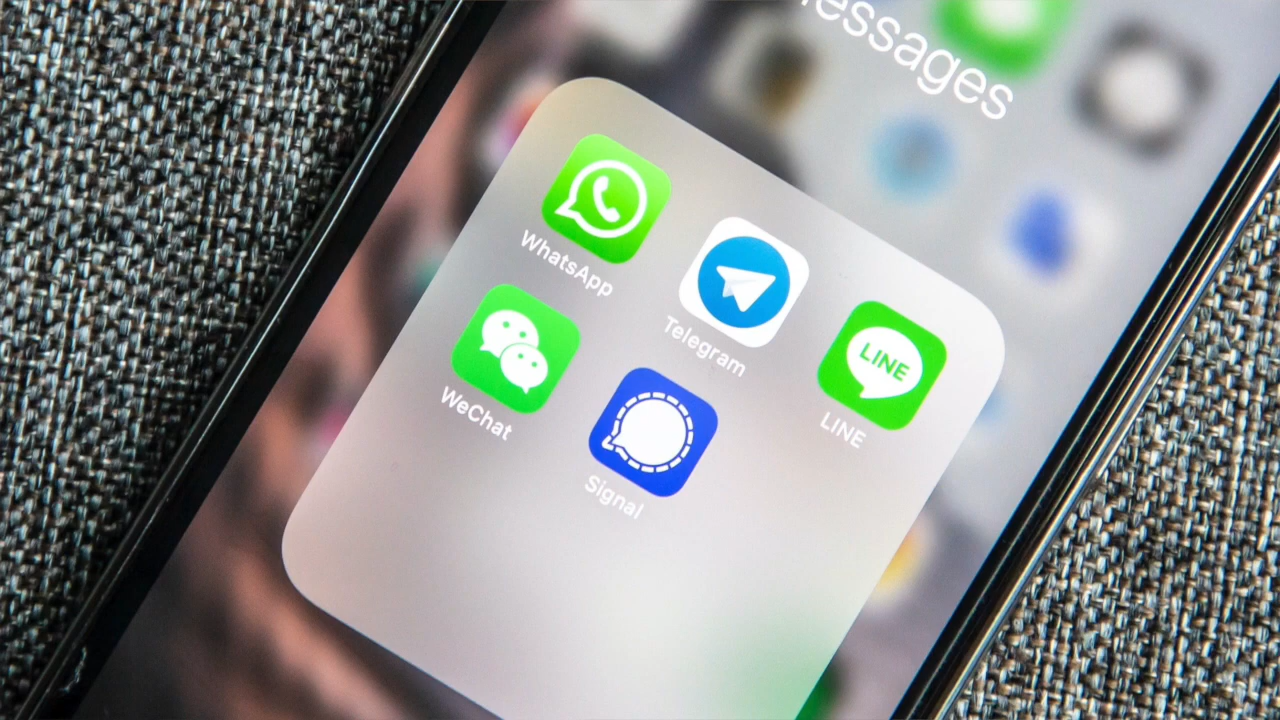 essages
WhatsApp
Telegram
LINE
LINE
WeChat
Signal